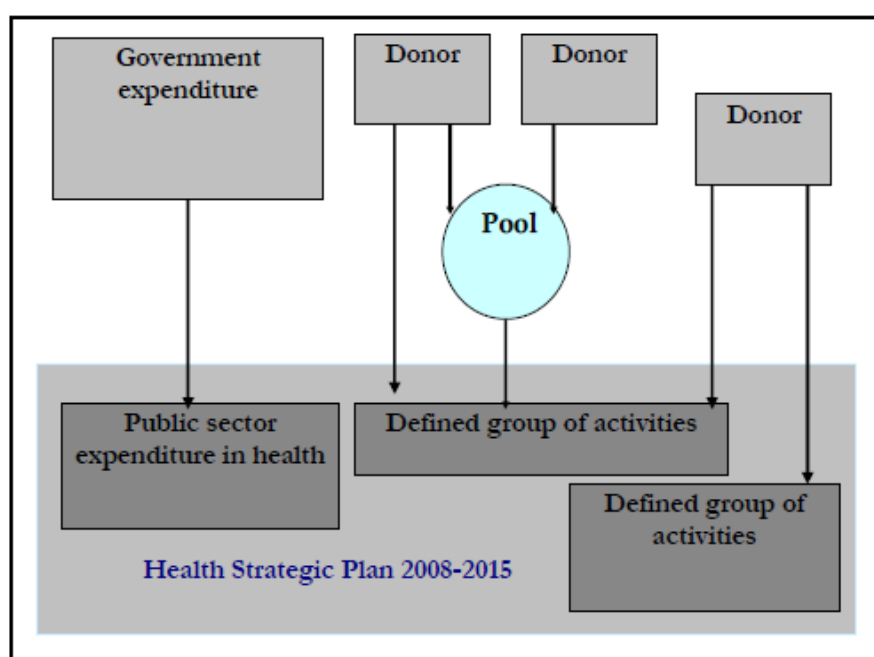 Government
expenditure
Donor
Donor
Donor
Pool
Public sector
expenditure in health
Defined group of activities
Defined group of
activities
Health Strategic Plan 2008-2015